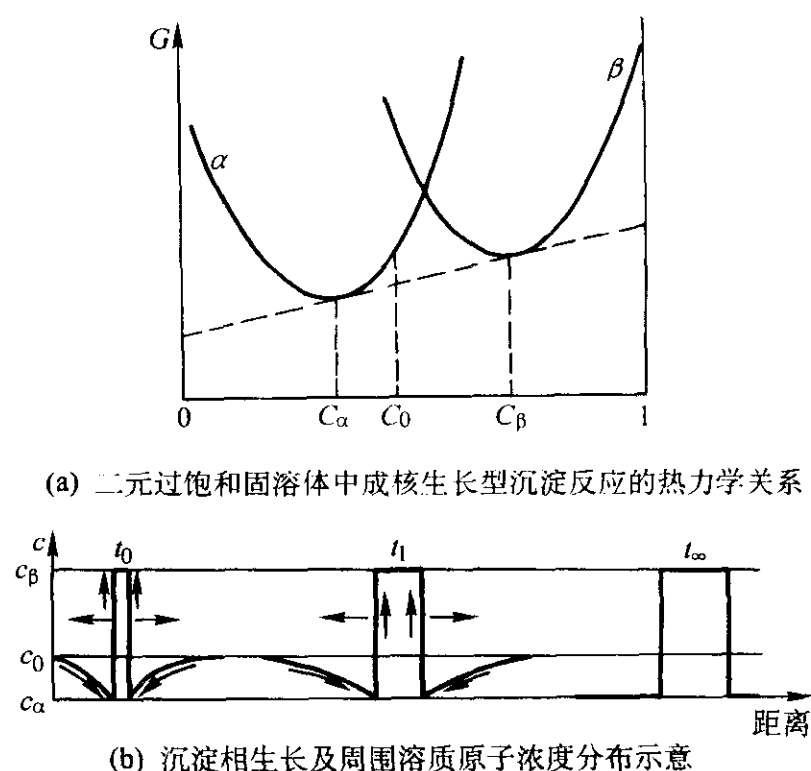 G
α
β
0 Cα C0 Cβ 1
(a) 二元过饱和固溶体中成核生长型沉淀反应的热力学关系
c t0 t1 t∞
cβ
c0
cα
距离
(b) 沉淀相生长及周围溶质原子浓度分布示意